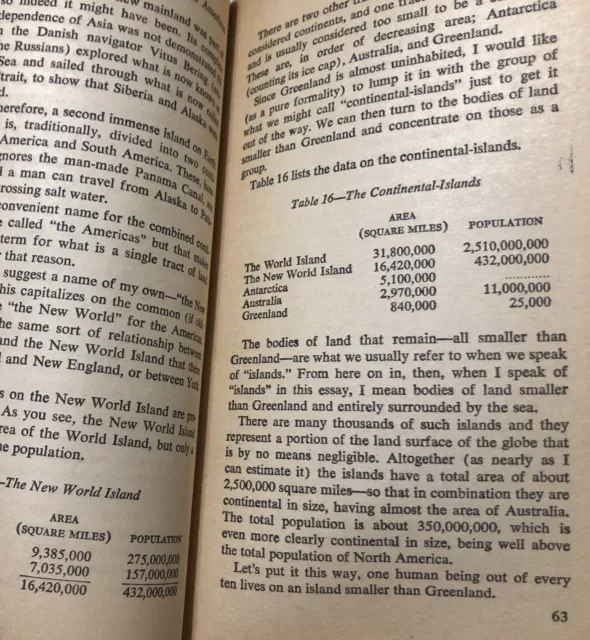 new mainland was
so indeed it might have been. Its
dependence of Asia was not demonstrated
the Danish navigator Vitus Bering
he Russians) explored what is now known
Sea and sailed through what is now called
trait, to show that Siberia and Alaska were
d.
herefore, a second immense island on Earth
is, traditionally, divided into two
America and South America. These,
gnores the man-made Panama Canal,
d a man can travel from Alaska to
rossing salt water.
convenient name for the combined
e called "the Americas" but that makes
term for what is a single tract of land
that reason.
suggest a name of my own—"the New
his capitalizes on the common (if
"the New World" for the Americas
he same sort of relationship between
nd the New World Island that there
and New England, or between York
s on the New World Island are
As you see, the New World Island
rea of the World Island, but only a
he population.
—The New World Island
AREA
(SQUARE MILES) POPULATION
9,385,000 275,000,000
7,035,000 157,000,000
16,420,000 432,000,000
There are two other
considered continents, and one
and is usually considered too small to be a
These are, in order of decreasing area; Antarctica
(counting its ice cap), Australia, and Greenland.
Since Greenland is almost uninhabited, I would like
(as a pure formality) to lump it in with the group of
what we might call "continental-islands" just to get it
out of the way. We can then turn to the bodies of land
smaller than Greenland and concentrate on those as a
group.
Table 16 lists the data on the continental-islands.
Table 16—The Continental-Islands
AREA
(SQUARE MILES) POPULATION
The World Island 31,800,000 2,510,000,000
The New World Island 16,420,000 432,000,000
Antarctica 5,100,000 ............
Australia 2,970,000 11,000,000
Greenland 840,000 25,000
The bodies of land that remain—all smaller than
Greenland—are what we usually refer to when we speak
of "islands." From here on in, then, when I speak of
"islands" in this essay, I mean bodies of land smaller
than Greenland and entirely surrounded by the sea.
There are many thousands of such islands and they
represent a portion of the land surface of the globe that
is by no means negligible. Altogether (as nearly as I
can estimate it) the islands have a total area of about
2,500,000 square miles—so that in combination they are
continental in size, having almost the area of Australia.
The total population is about 350,000,000, which is
even more clearly continental in size, being well above
the total population of North America.
Let's put it this way, one human being out of every
ten lives on an island smaller than Greenland.
63